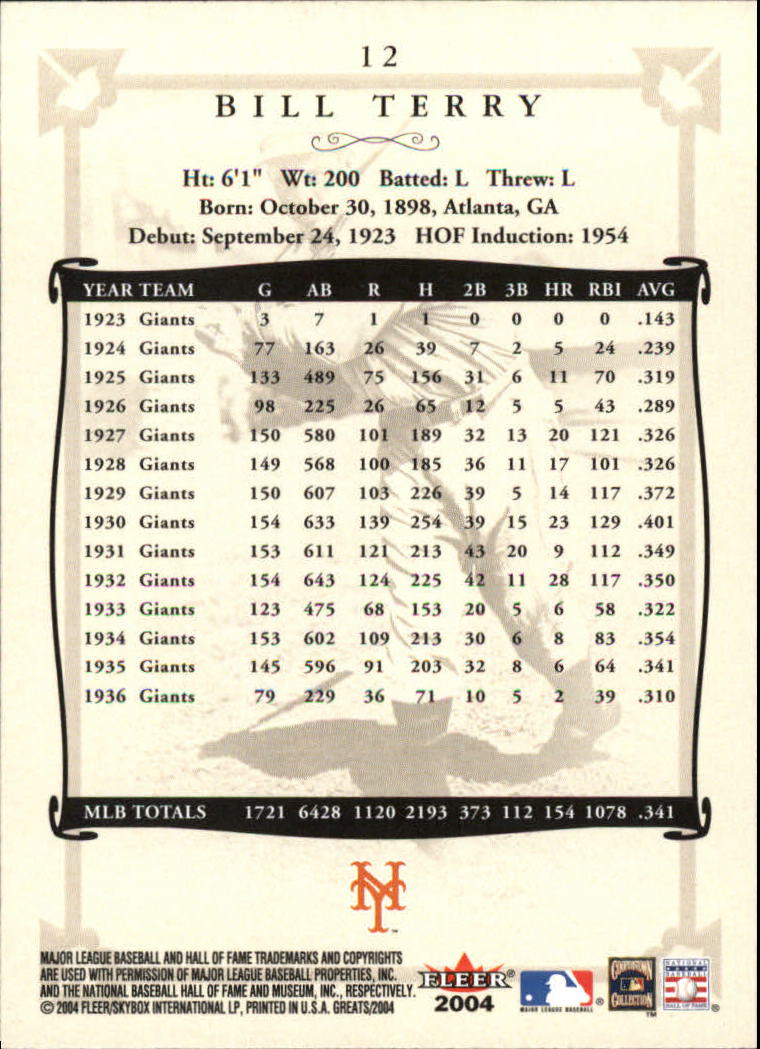 12
BILL TERRY
Ht: 6'1" Wt: 200 Batted: L Threw: L
Born: October 30, 1898, Atlanta, GA
Debut: September 24, 1923 HOF Induction: 1954
YEAR TEAM G AB R H 2B 3B HR RBI AVG
1923 Giants 3 7 1 1 0 0 0 0 .143
1924 Giants 77 163 26 39 7 2 5 24 .239
1925 Giants 133 489 75 156 31 6 11 70 .319
1926 Giants 98 225 26 65 12 5 5 43 .289
1927 Giants 150 580 101 189 32 13 20 121 .326
1928 Giants 149 568 100 185 36 11 17 101 .326
1929 Giants 150 607 103 226 39 5 14 117 .372
1930 Giants 154 633 139 254 39 15 23 129 .401
1931 Giants 153 611 121 213 43 20 9 112 .349
1932 Giants 154 643 124 225 42 11 28 117 .350
1933 Giants 123 475 68 153 20 5 6 58 .322
1934 Giants 153 602 109 213 30 6 8 83 .354
1935 Giants 145 596 91 203 32 8 6 64 .341
1936 Giants 79 229 36 71 10 5 2 39 .310
MLB TOTALS 1721 6428 1120 2193 373 112 154 1078 .341
NY
MAJOR LEAGUE BASEBALL AND HALL OF FAME TRADEMARKS AND COPYRIGHTS
ARE USED WITH PERMISSION OF MAJOR LEAGUE BASEBALL PROPERTIES, INC.
AND THE NATIONAL BASEBALL HALL OF FAME AND MUSEUM, INC., RESPECTIVELY.
© 2004 FLEER/SKYBOX INTERNATIONAL LP, PRINTED IN U.S.A. GREATS/2004
FLEER®
2004
MAJOR LEAGUE BASEBALL ®
COOPERSTOWN
COLLECTION
™
NATIONAL
BASEBALL
HALL OF FAME
®